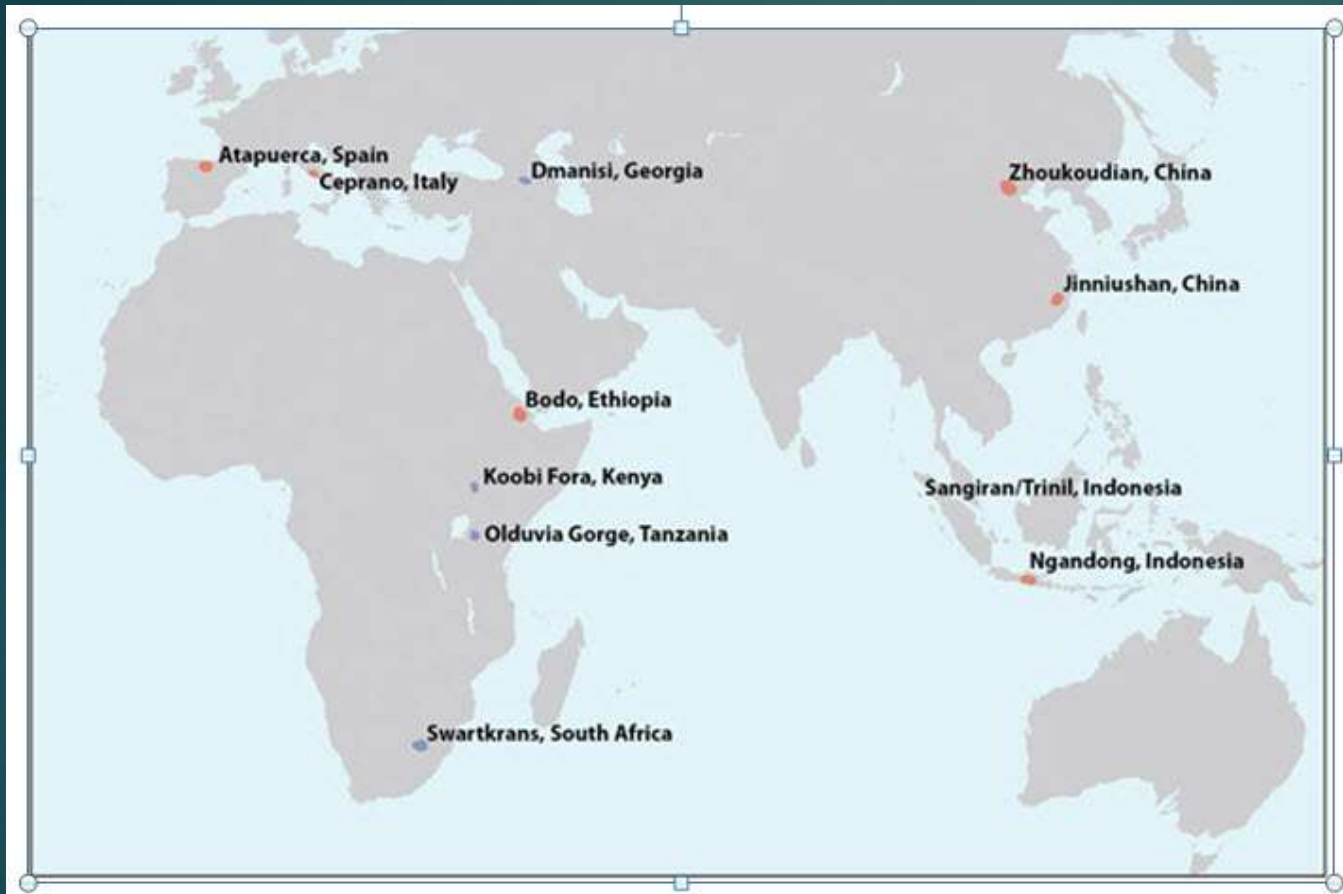 Atapuerca, Spain
Ceprano, Italy
Dmanisi, Georgia
Zhoukoudian, China
Jinniushan, China
Bodo, Ethiopia
Koobi Fora, Kenya
Sangiran/Trinil, Indonesia
Olduvia Gorge, Tanzania
Ngandong, Indonesia
Swartkrans, South Africa